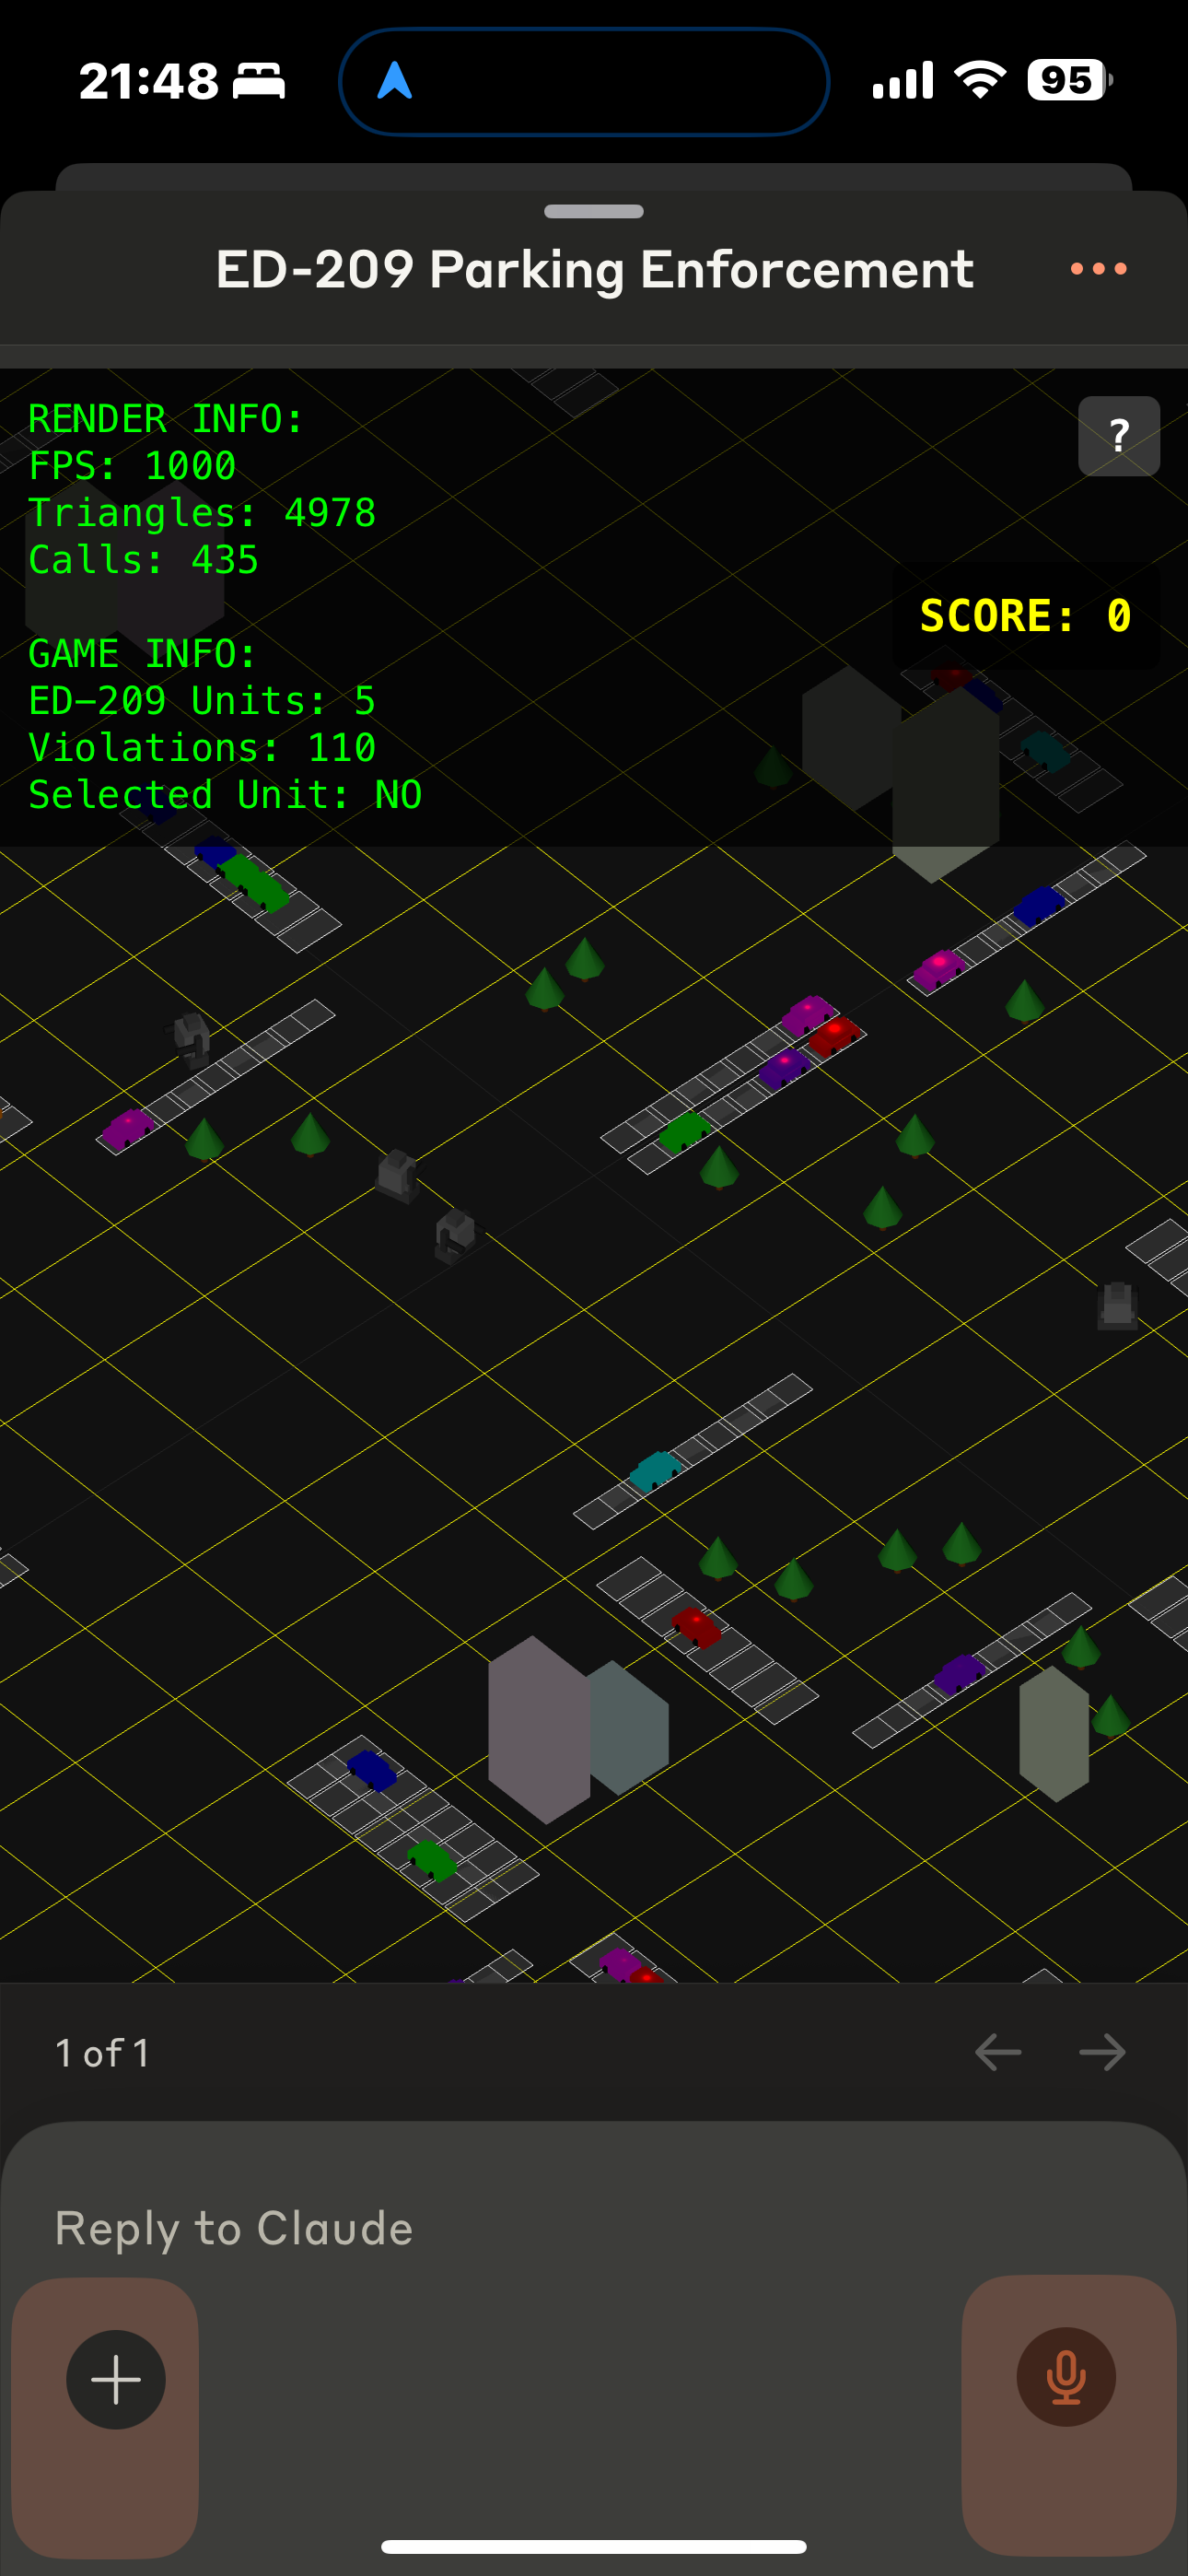 21:48
95
ED-209 Parking Enforcement
RENDER INFO:
FPS: 1000
?
Triangles: 4978
Calls: 435
SCORE: 0
GAME INFO:
ED-209 Units: 5
Violations: 110
Selected Unit: NO
1 of 1
Reply to Claude